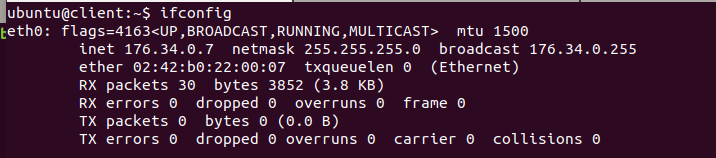 ubuntu@client:~$ ifconfig
eth0: flags=4163<UP,BROADCAST,RUNNING,MULTICAST>  mtu 1500
        inet 176.34.0.7  netmask 255.255.255.0  broadcast 176.34.0.255
        ether 02:42:b0:22:00:07  txqueuelen 0  (Ethernet)
        RX packets 30  bytes 3852 (3.8 KB)
        RX errors 0  dropped 0  overruns 0  frame 0
        TX packets 0  bytes 0 (0.0 B)
        TX errors 0  dropped 0 overruns 0  carrier 0  collisions 0